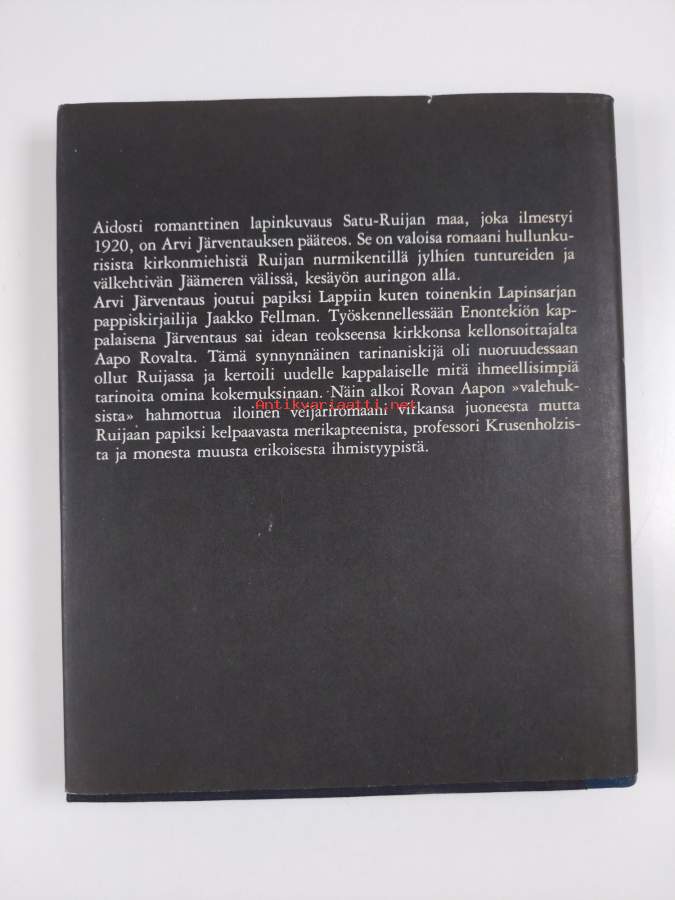 Aidosti romanttinen lapinkuvaus Satu-Ruijan maa, joka ilmestyi
1920, on Arvi Järventauksen pääteos. Se on valoisa romaani hullunku-
risista kirkonmiehistä Ruijan nurmikentillä jylhien tuntureiden ja
välkehtivän Jäämeren välissä, kesäyön auringon alla.
Arvi Järventaus joutui papiksi Lappiin kuten toinenkin Lapinsarjan
pappiskirjailija Jaakko Fellman. Työskennellessään Enontekiön kap-
palaisena Järventaus sai idean teokseensa kirkkonsa kellonsoittajalta
Aapo Rovalta. Tämä synnynnäinen tarinaniskijä oli nuoruudessaan
ollut Ruijassa ja kertoili uudelle kappalaiselle mitä ihmeellisimpiä
tarinoita omina kokemuksinaan. Näin alkoi Rovan Aapon »valehuk-
sista» hahmottua iloinen veijariromaani virkansa juoneesta mutta
Antikvariaatti.net
Ruijaan papiksi kelpaavasta merikapteenista, professori Krusenholzis-
ta ja monesta muusta erikoisesta ihmistyypistä.